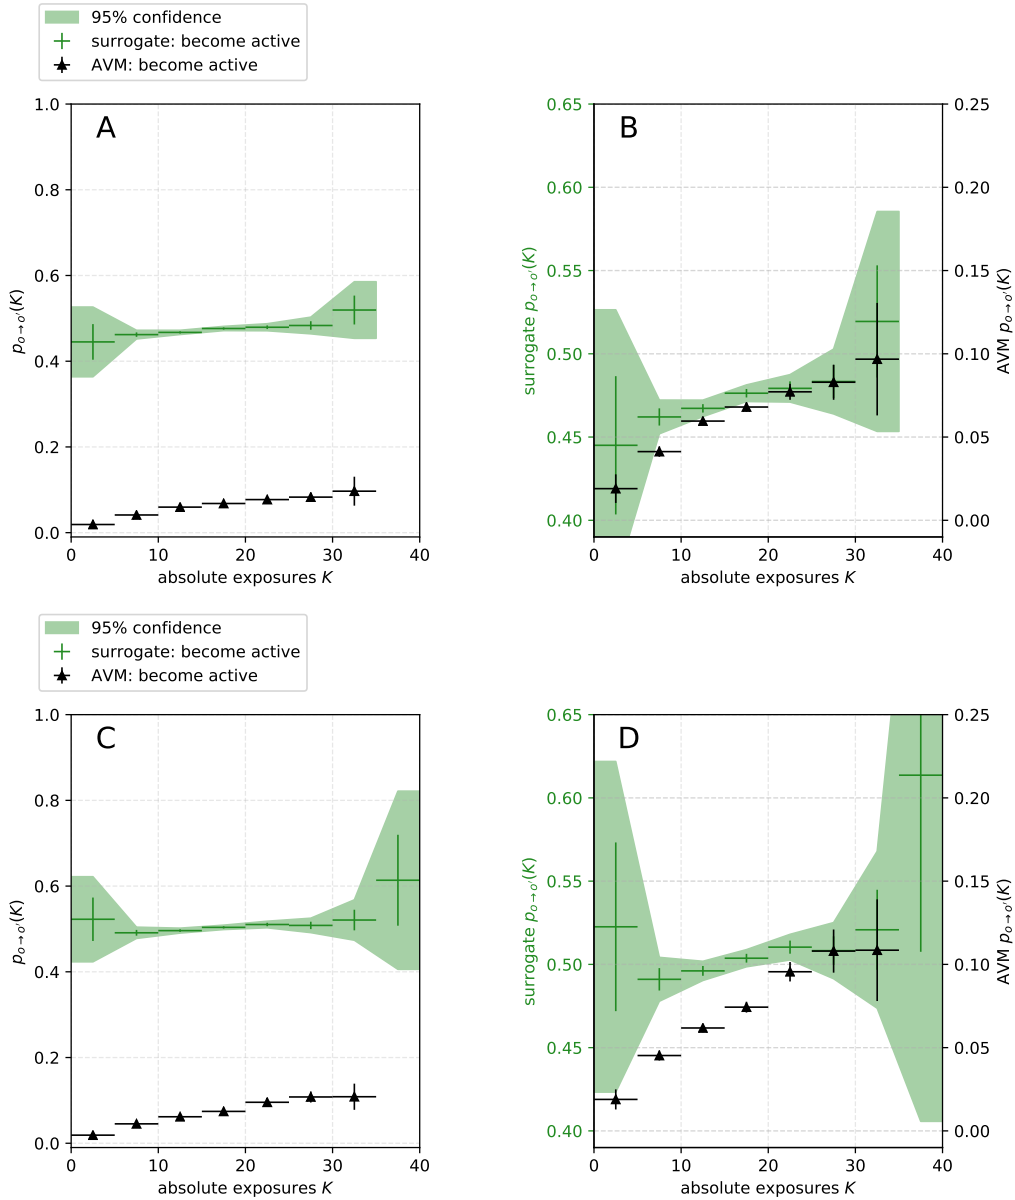 95% confidence
surrogate: become active
AVM: become active
A
1.0
0.8
0.6
0.4
0.2
0.0
p_{o→o'}(K)
0 10 20 30 40
absolute exposures K
B
0.65
0.60
0.55
0.50
0.45
0.40
surrogate p_{o→o'}(K)
0.25
0.20
0.15
0.10
0.05
0.00
AVM p_{o→o'}(K)
0 10 20 30 40
absolute exposures K
95% confidence
surrogate: become active
AVM: become active
C
1.0
0.8
0.6
0.4
0.2
0.0
p_{o→o'}(K)
0 10 20 30 40
absolute exposures K
D
0.65
0.60
0.55
0.50
0.45
0.40
surrogate p_{o→o'}(K)
0.25
0.20
0.15
0.10
0.05
0.00
AVM p_{o→o'}(K)
0 10 20 30 40
absolute exposures K